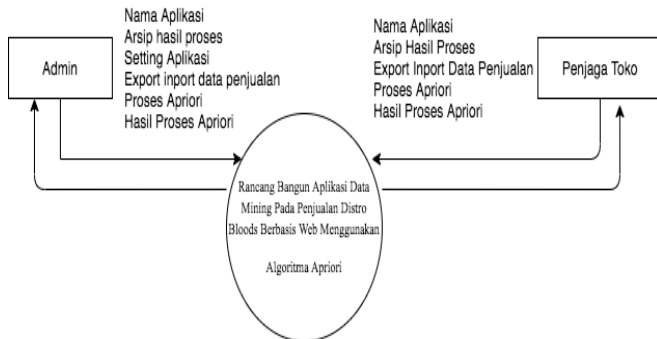 Admin
Nama Aplikasi
Arsip hasil proses
Setting Aplikasi
Export inport data penjualan
Proses Apriori
Hasil Proses Apriori
Nama Aplikasi
Arsip Hasil Proses
Export Inport Data Penjualan
Proses Apriori
Hasil Proses Apriori
Penjaga Toko
Rancang Bangun Aplikasi Data
Mining Pada Penjualan Distro
Bloods Berbasis Web Menggunakan
Algoritma Apriori